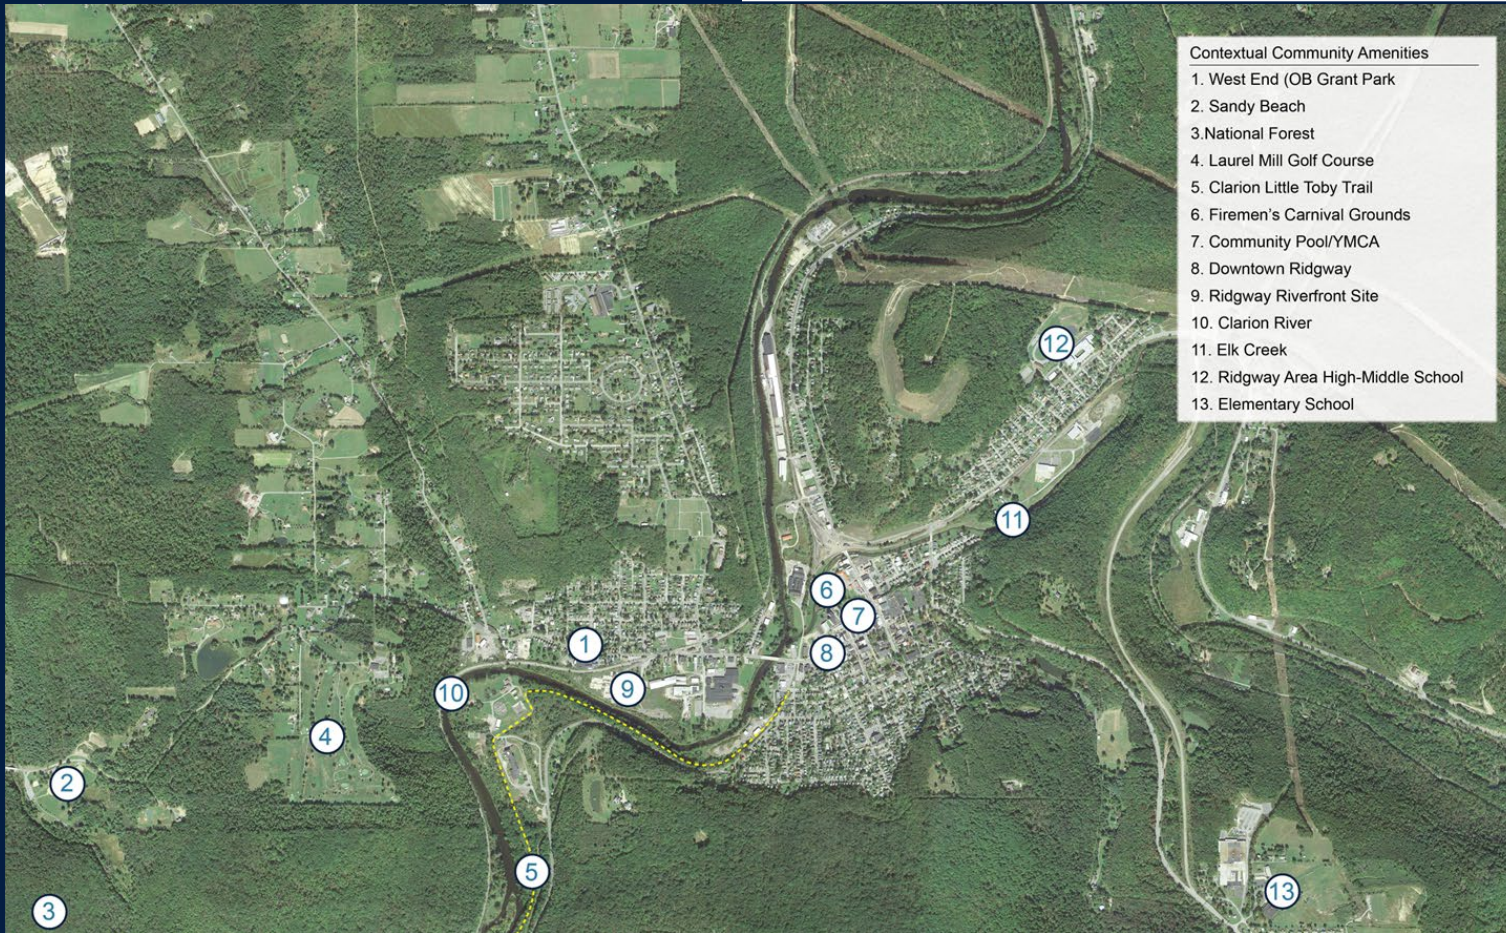 Contextual Community Amenities
1. West End (OB Grant Park
2. Sandy Beach
3.National Forest
4. Laurel Mill Golf Course
5. Clarion Little Toby Trail
6. Firemen's Carnival Grounds
7. Community Pool/YMCA
8. Downtown Ridgway
9. Ridgway Riverfront Site
10. Clarion River
11. Elk Creek
12. Ridgway Area High-Middle School
13. Elementary School
12
11
6
7
1
8
9
10
4
2
5
13
3